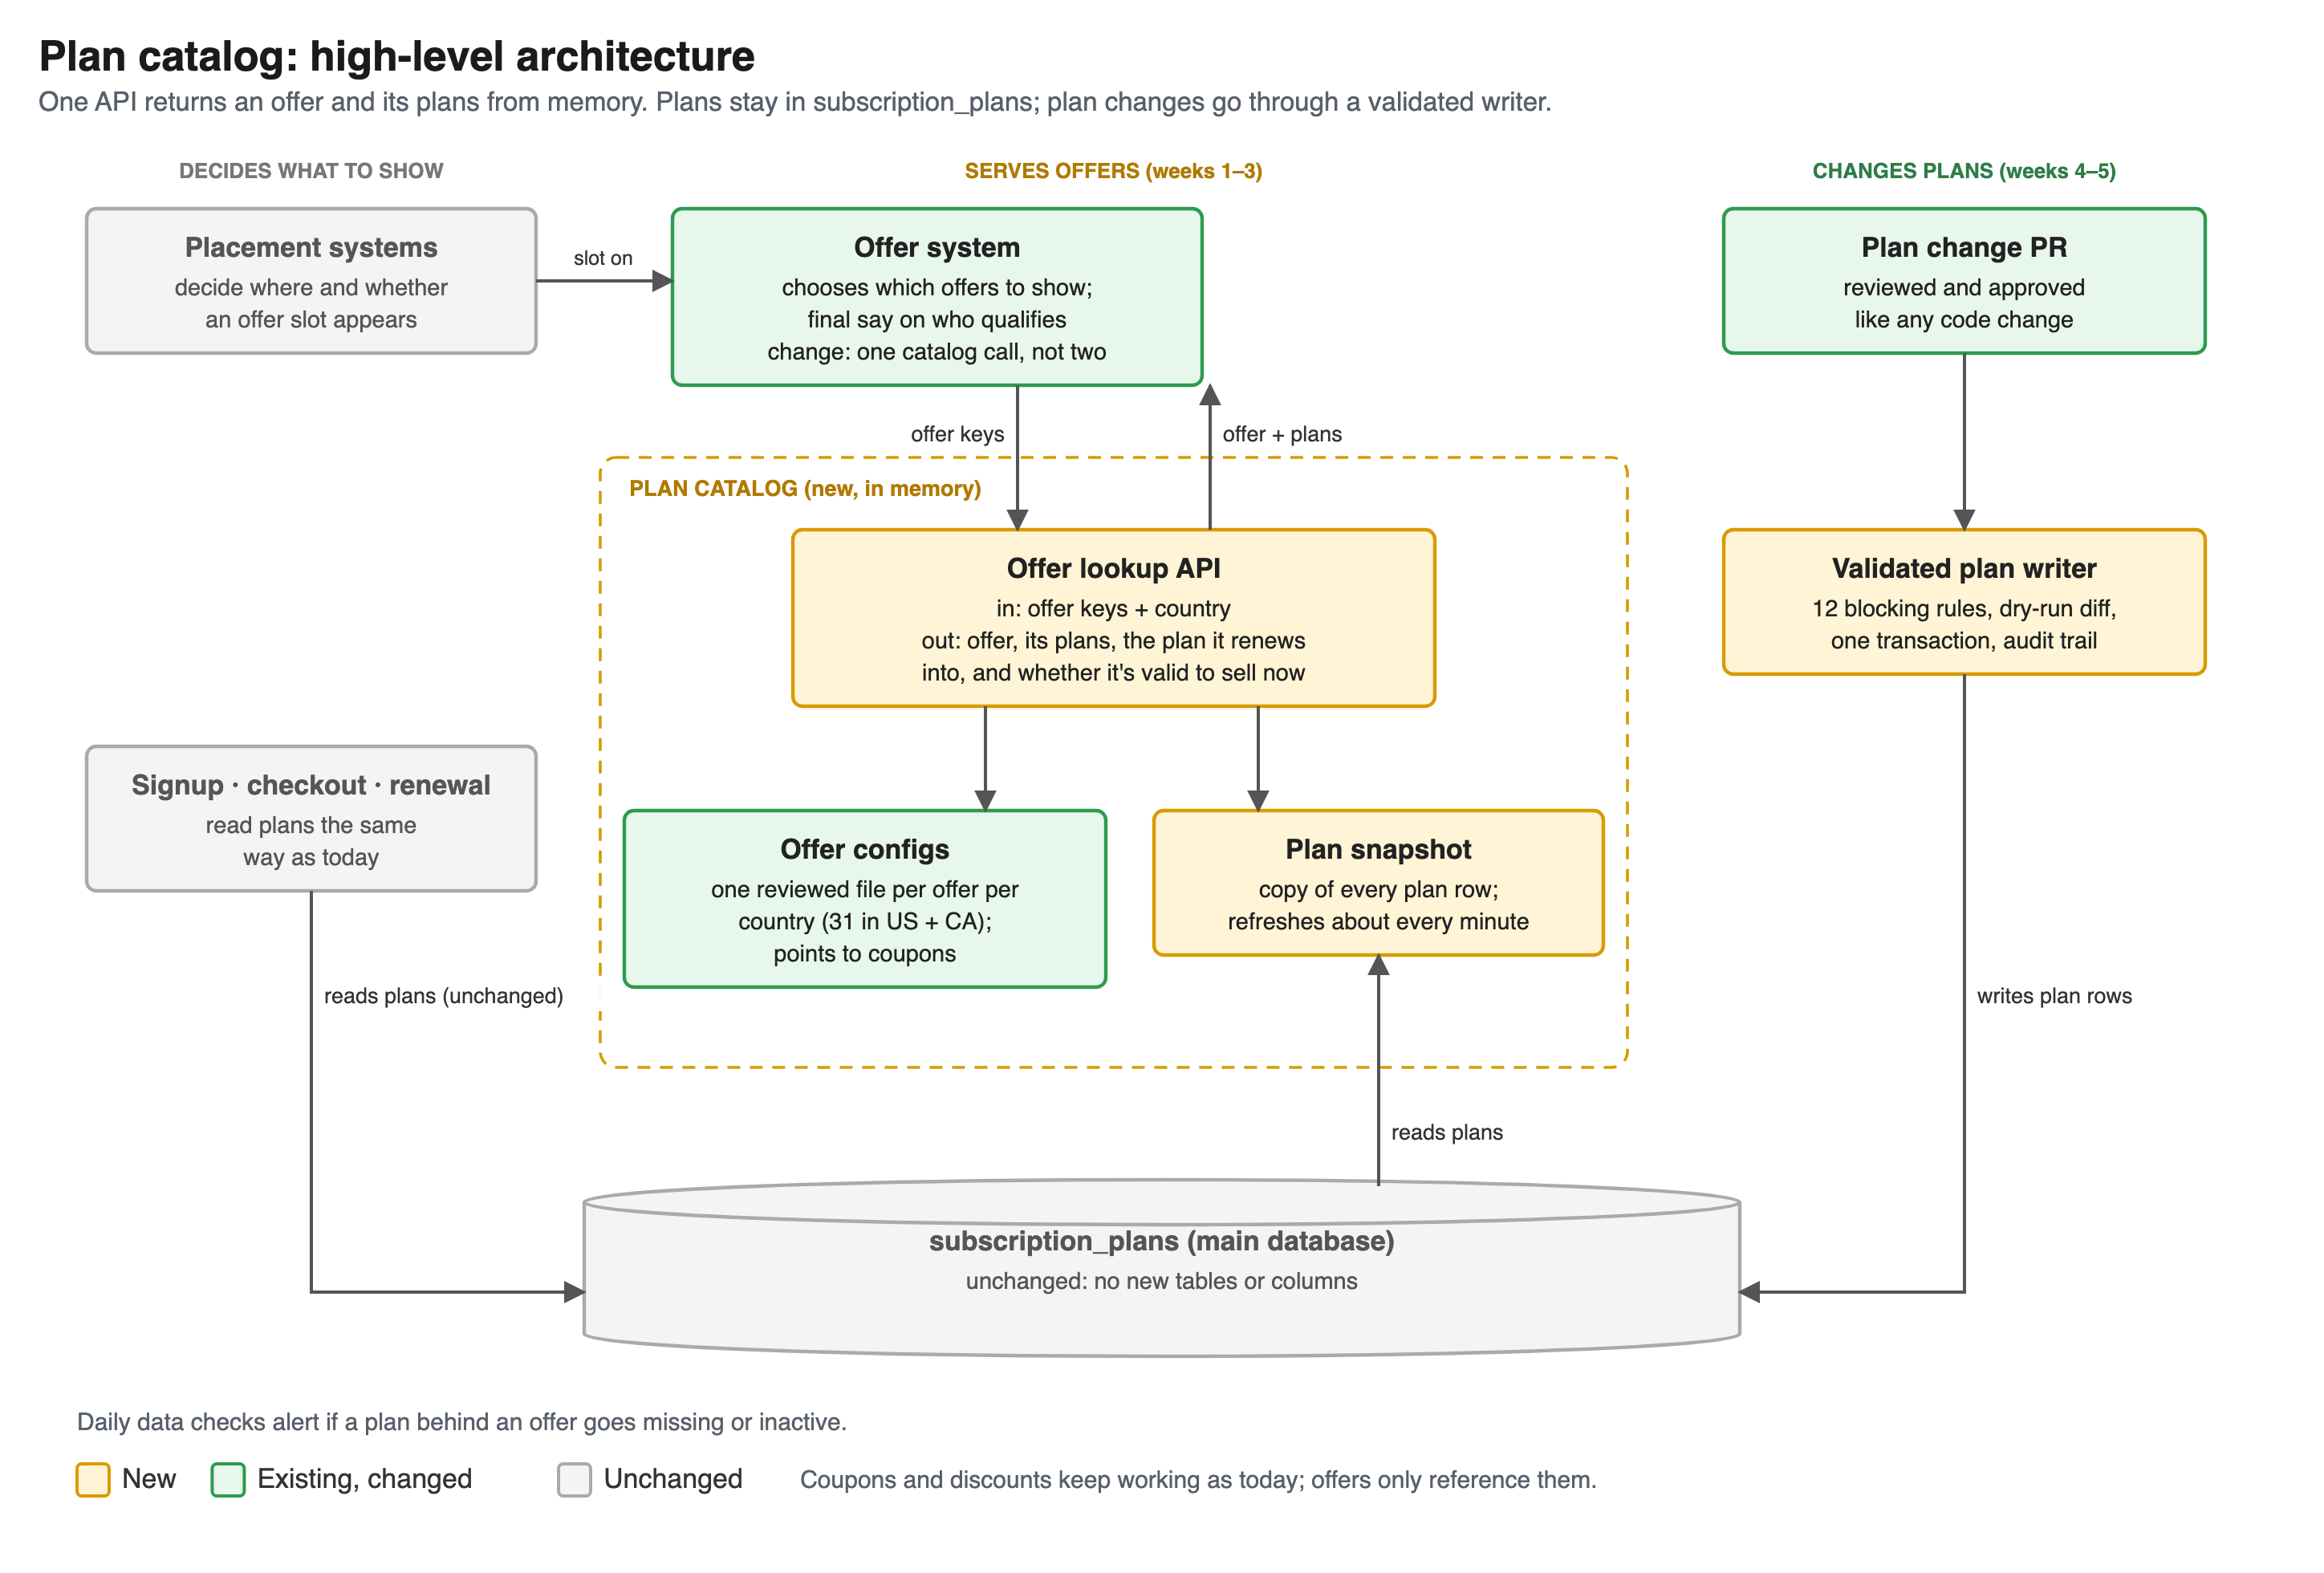 Plan catalog: high-level architecture
One API returns an offer and its plans from memory. Plans stay in subscription_plans; plan changes go through a validated writer.
DECIDES WHAT TO SHOW
SERVES OFFERS (weeks 1–3)
CHANGES PLANS (weeks 4–5)
Placement systems
decide where and whether
an offer slot appears
slot on
Offer system
chooses which offers to show;
final say on who qualifies
change: one catalog call, not two
Plan change PR
reviewed and approved
like any code change
offer keys
offer + plans
PLAN CATALOG (new, in memory)
Offer lookup API
in: offer keys + country
out: offer, its plans, the plan it renews
into, and whether it's valid to sell now
Validated plan writer
12 blocking rules, dry-run diff,
one transaction, audit trail
Signup · checkout · renewal
read plans the same
way as today
Offer configs
one reviewed file per offer per
country (31 in US + CA);
points to coupons
Plan snapshot
copy of every plan row;
refreshes about every minute
reads plans (unchanged)
writes plan rows
reads plans
subscription_plans (main database)
unchanged: no new tables or columns
Daily data checks alert if a plan behind an offer goes missing or inactive.
New
Existing, changed
Unchanged
Coupons and discounts keep working as today; offers only reference them.